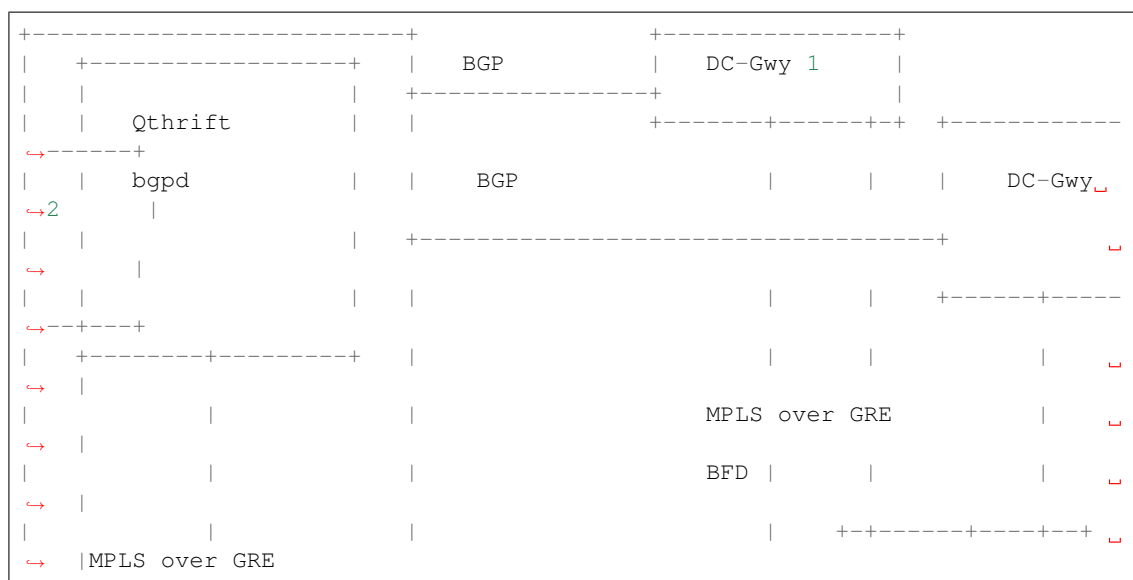 +--------------------------+                +----------------+
|   +------------------+   |   BGP          |   DC-Gwy 1     |
|   |                  |   +----------------+                |
|   |   Qthrift        |   |                +-------+------+-+  +------------
↪------+
|   |   bgpd           |   |    BGP                 |      |    |    DC-Gwy␣
↪2      |
|   |                  |   +------------------------------------+           ␣
↪       |
|   |                  |   |                        |      |    +------+-----
↪--+---+
|   +--------+---------+   |                        |      |           |    ␣
↪   |
|            |             |                    MPLS over GRE          |    ␣
↪   |
|            |             |                    BFD |      |           |    ␣
↪   |
|            |             |                        |    +-+------+----+--+ ␣
↪   |MPLS over GRE